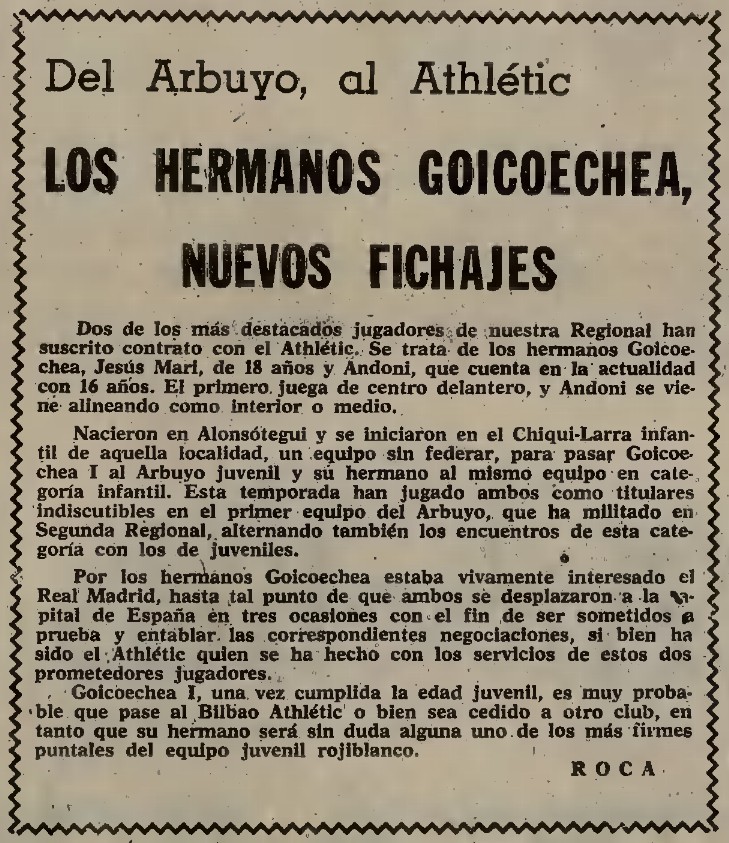 Del Arbuyo, al Athlétic
LOS HERMANOS GOICOECHEA,
NUEVOS FICHAJES
Dos de los más destacados jugadores de nuestra Regional han
suscrito contrato con el Athlétic. Se trata de los hermanos Goicoe-
chea, Jesús Mari, de 18 años y Andoni, que cuenta en la actualidad
con 16 años. El primero juega de centro delantero, y Andoni se vie-
ne alineando como interior o medio.
Nacieron en Alonsótegui y se iniciaron en el Chiqui-Larra infan-
til de aquella localidad, un equipo sin federar, para pasar Goicoe-
chea I al Arbuyo juvenil y su hermano al mismo equipo en cate-
goría infantil. Esta temporada han jugado ambos como titulares
indiscutibles en el primer equipo del Arbuyo, que ha militado en
Segunda Regional, alternando también los encuentros de esta cate-
goría con los de juveniles.
Por los hermanos Goicoechea estaba vivamente interesado el
Real Madrid, hasta tal punto de que ambos se desplazaron a la ca-
pital de España en tres ocasiones con el fin de ser sometidos a
prueba y entablar las correspondientes negociaciones, si bien ha
sido el Athlétic quien se ha hecho con los servicios de estos dos
prometedores jugadores.
Goicoechea I, una vez cumplida la edad juvenil, es muy proba-
ble que pase al Bilbao Athlétic o bien sea cedido a otro club, en
tanto que su hermano será sin duda alguna uno de los más firmes
puntales del equipo juvenil rojiblanco.
ROCA